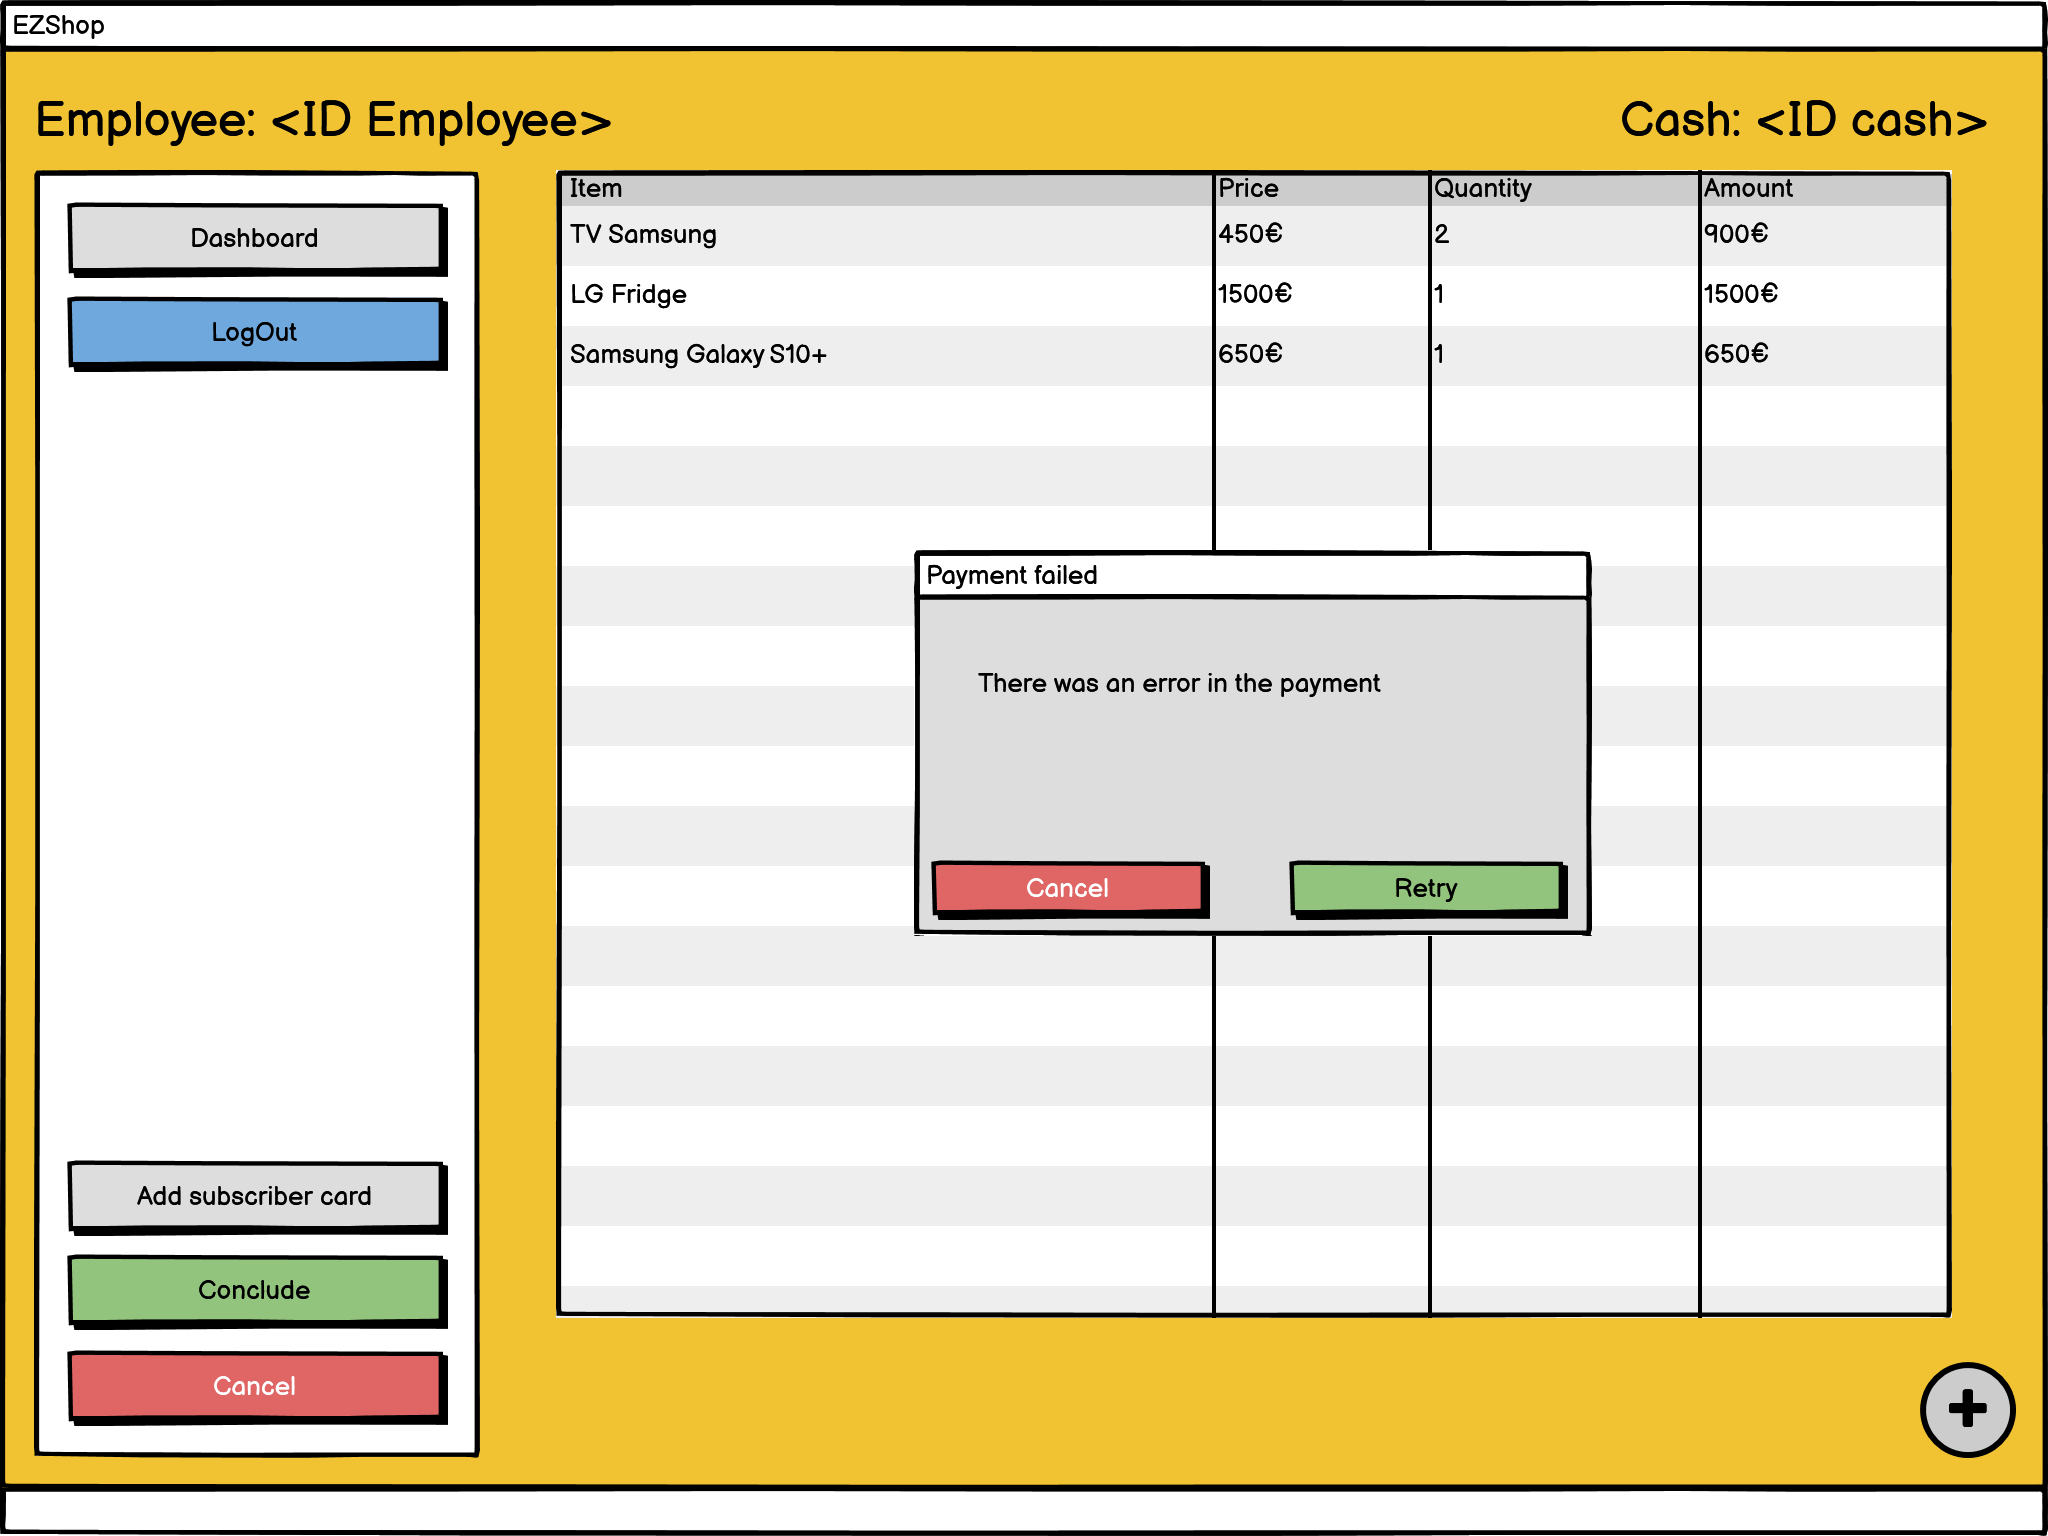 EZShop
Employee: <ID Employee>
Cash: <ID cash>
Dashboard
LogOut
Item Price Quantity Amount
TV Samsung 450€ 2 900€
LG Fridge 1500€ 1 1500€
Samsung Galaxy S10+ 650€ 1 650€
Payment failed
There was an error in the payment
Cancel Retry
Add subscriber card
Conclude
Cancel